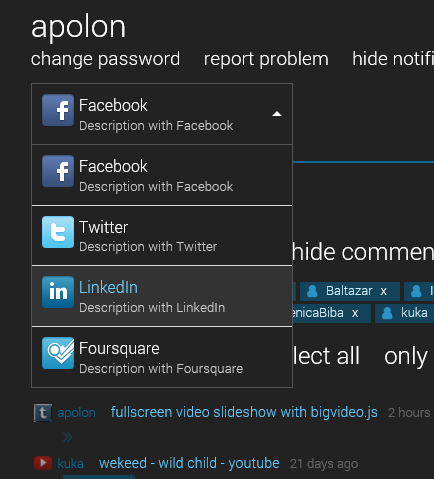 apolon
change password report problem hide notifi
Facebook
Description with Facebook
Facebook
Description with Facebook
Twitter
Description with Twitter
hide commen
LinkedIn
Description with LinkedIn
Baltazar x
enicaBiba x kuka
Foursquare
Description with Foursquare
lect all only
apolon fullscreen video slideshow with bigvideo.js 2 hours
kuka wekeed - wild child - youtube 21 days ago